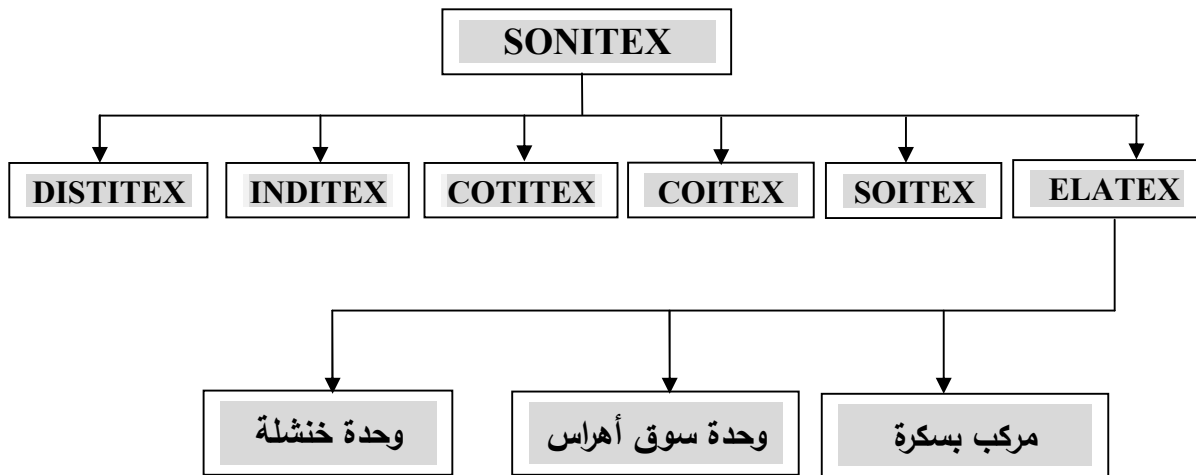 SONITEX
DISTITEX
INDITEX
COTITEX
COITEX
SOITEX
ELATEX
مركب بسكرة
وحدة سوق أهراس
وحدة خنشلة